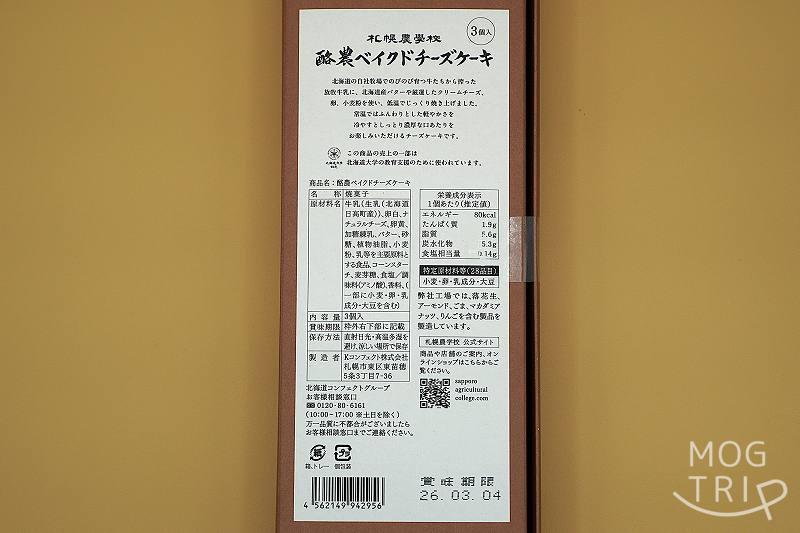 札幌農學校
3個入
酪農ベイクドチーズケーキ
北海道の自社牧場でのびのび育つ牛たちから搾った
放牧牛乳に、北海道産バターや厳選したクリームチーズ、
卵、小麦粉を使い、低温でじっくり焼き上げました。
常温ではふんわりとした軽やかさを
冷やすとしっとり濃厚な口あたりを
お楽しみいただけるチーズケーキです。
この商品の売上の一部は
北海道大学の教育支援のために使われています。
商品名:酪農ベイクドチーズケーキ
名称 焼菓子
原材料名 牛乳(生乳(北海道
日高町産))、卵白、ナ
チュラルチーズ、卵黄、
加糖練乳、バター、砂
糖、植物油脂、小麦
粉、乳等を主要原料と
する食品、コーンスター
チ、麦芽糖、食塩/調
味料(アミノ酸)、香料、(
一部に小麦・卵・乳
成分・大豆を含む)
内容量 3個入
賞味期限 枠外右下部に記載
保存方法 直射日光・高温多湿を
避け、涼しい場所で保存
製造者 Kコンフェクト株式会社
札幌市東区東苗穂
5条3丁目7-36
北海道コンフェクトグループ
お客様相談窓口
0120-80-6161
(10:00~17:00 ※土日を除く)
万一品質に不都合がございましたら
お客様相談窓口までご連絡ください。
紙
プラ
箱、トレー 個包装
4 562149 942956
栄養成分表示
1個あたり(推定値)
エネルギー 80kcal
たんぱく質 1.9g
脂質 5.6g
炭水化物 5.3g
食塩相当量 0.14g
特定原材料等(28品目)
小麦・卵・乳成分・大豆
弊社工場では、落花生、
アーモンド、ごま、マカダミア
ナッツ、りんごを含む製品を
製造しています。
札幌農学校 公式サイト
商品や店舗のご案内、オン
ラインショップはこちらからご
覧ください。
sapporo
agricultural
college.com
賞味期限
26.03.04
MOG
TRIP